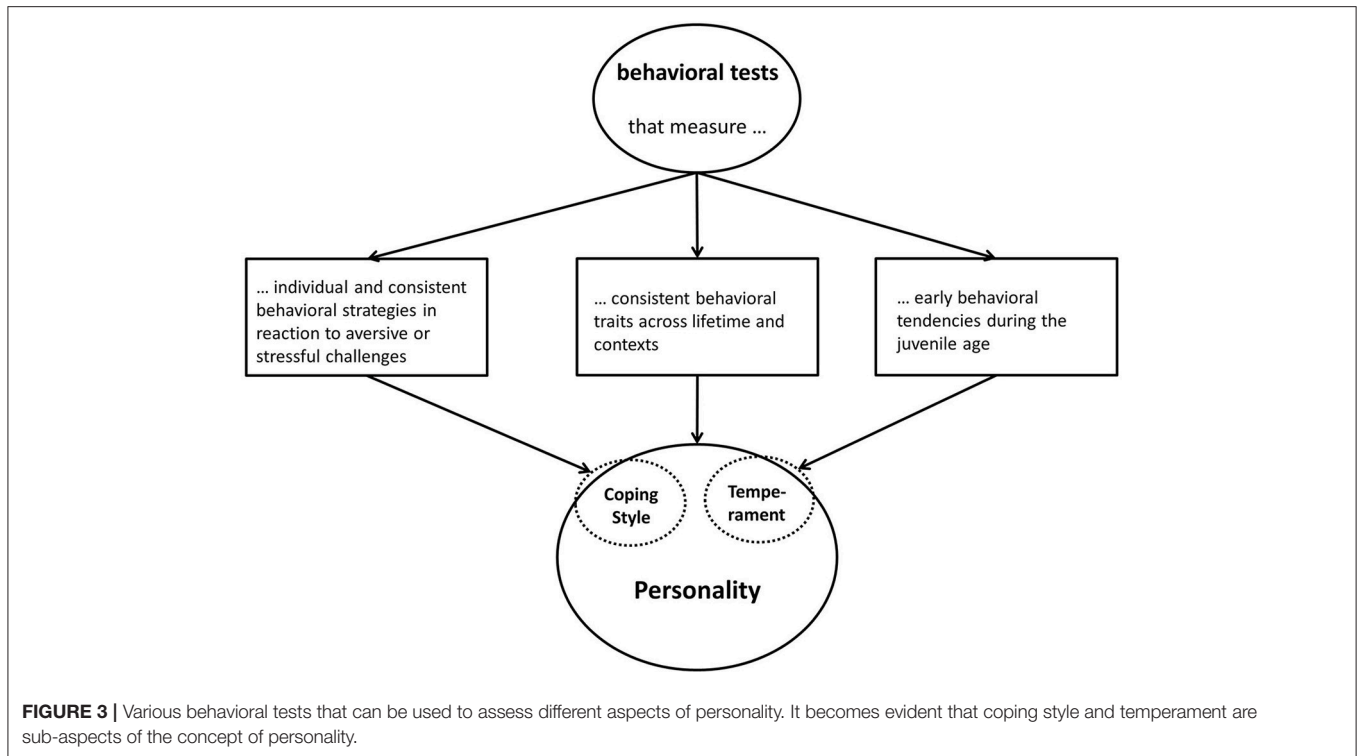 behavioral tests
that measure ...
... individual and consistent
behavioral strategies in
reaction to aversive or
stressful challenges
... consistent behavioral
traits across lifetime and
contexts
... early behavioral
tendencies during the
juvenile age
Coping
Style
Tempe-
rament
Personality
FIGURE 3 | Various behavioral tests that can be used to assess different aspects of personality. It becomes evident that coping style and temperament are
sub-aspects of the concept of personality.